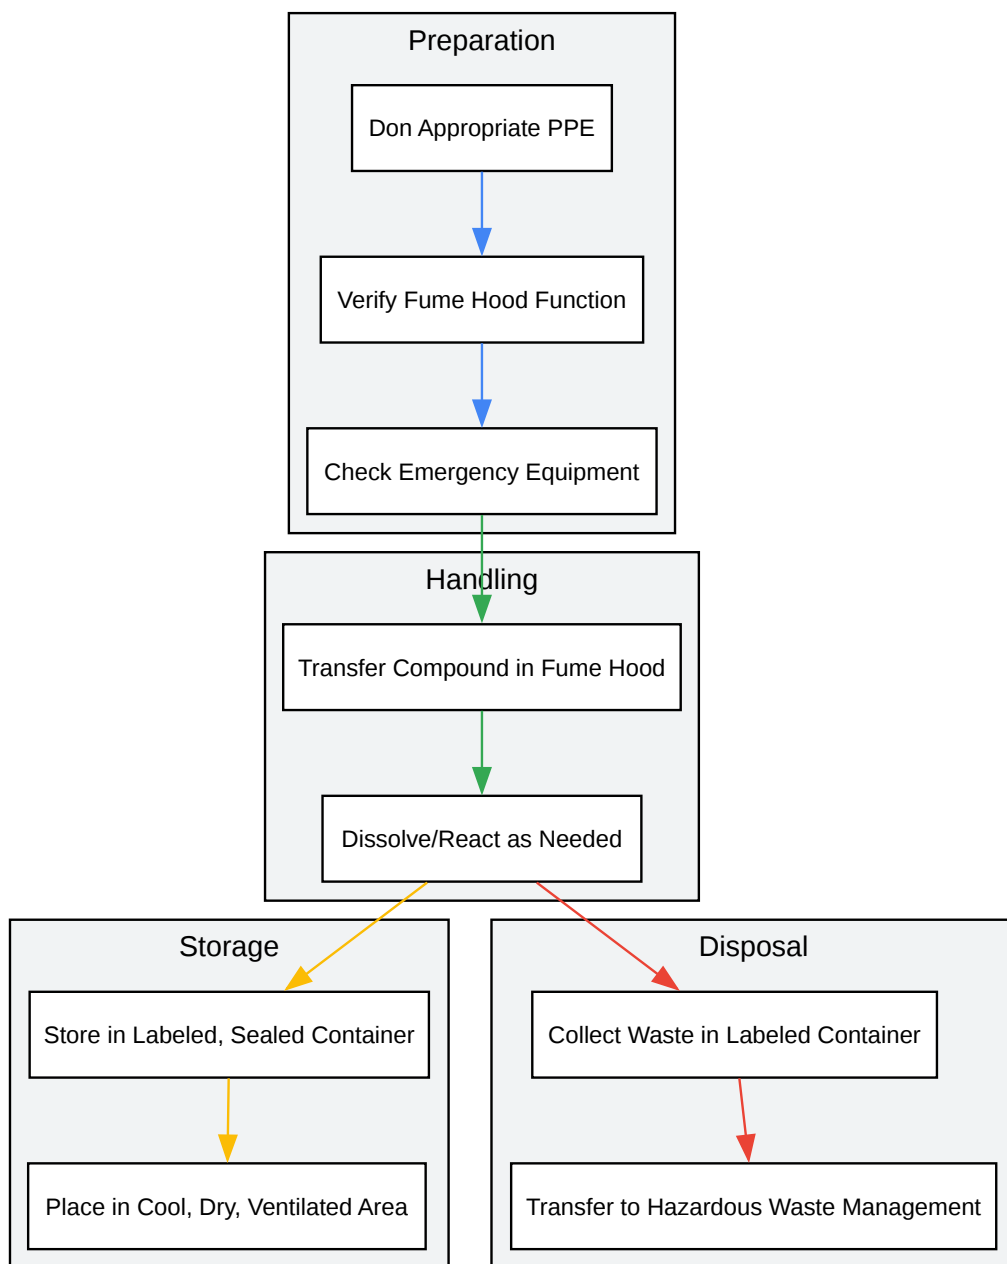 Preparation
Don Appropriate PPE
Verify Fume Hood Function
Check Emergency Equipment
Handling
Transfer Compound in Fume Hood
Dissolve/React as Needed
Storage
Store in Labeled, Sealed Container
Place in Cool, Dry, Ventilated Area
Disposal
Collect Waste in Labeled Container
Transfer to Hazardous Waste Management